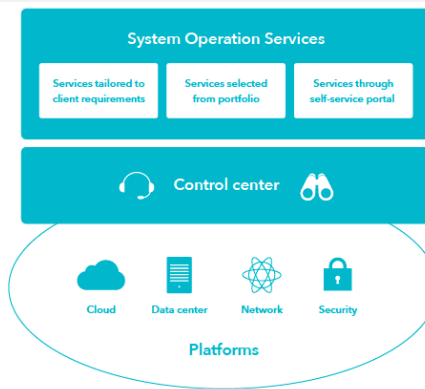 System Operation Services
Services tailored to
client requirements
Services selected
from portfolio
Services through
self-service portal
Control center
Cloud
Data center
Network
Security
Platforms